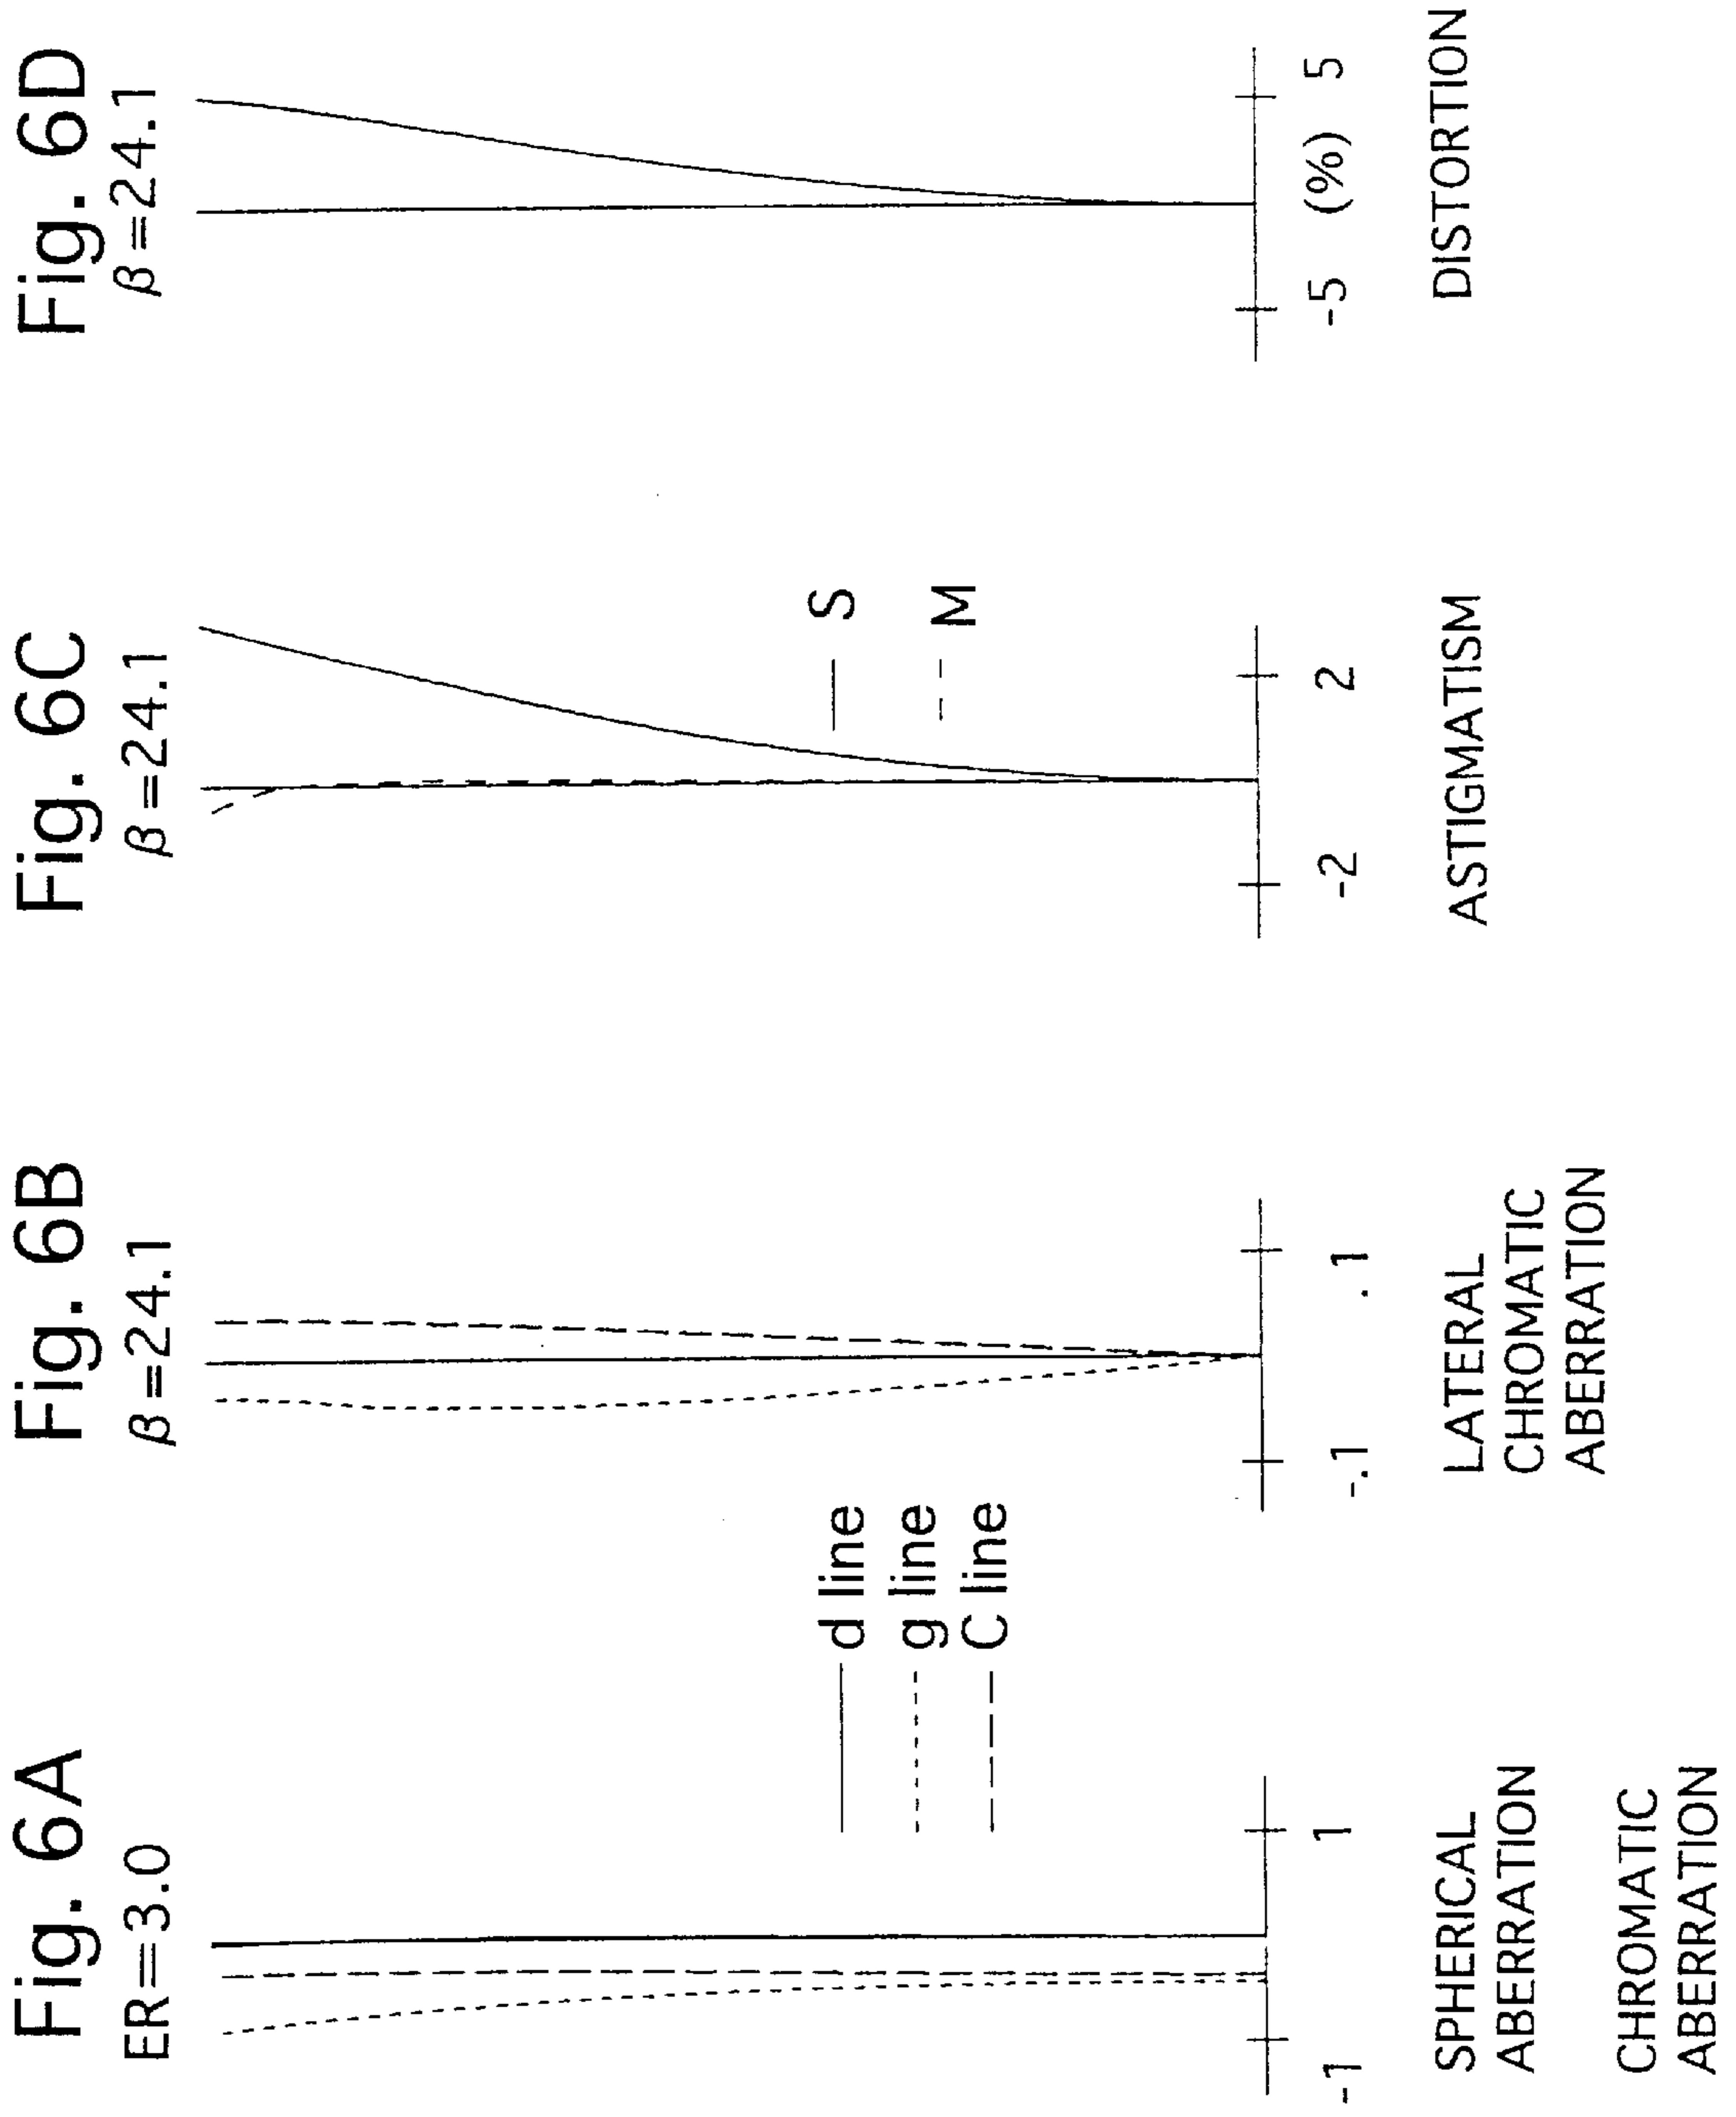 Fig. 6A
ER=3.0
-1
1
SPHERICAL
ABERRATION
CHROMATIC
ABERRATION
d line
g line
C line
Fig. 6B
β=24.1
-.1
.1
LATERAL
CHROMATIC
ABERRATION
Fig. 6C
β=24.1
S
M
-2
2
ASTIGMATISM
Fig. 6D
β=24.1
-5 (%) 5
DISTORTION